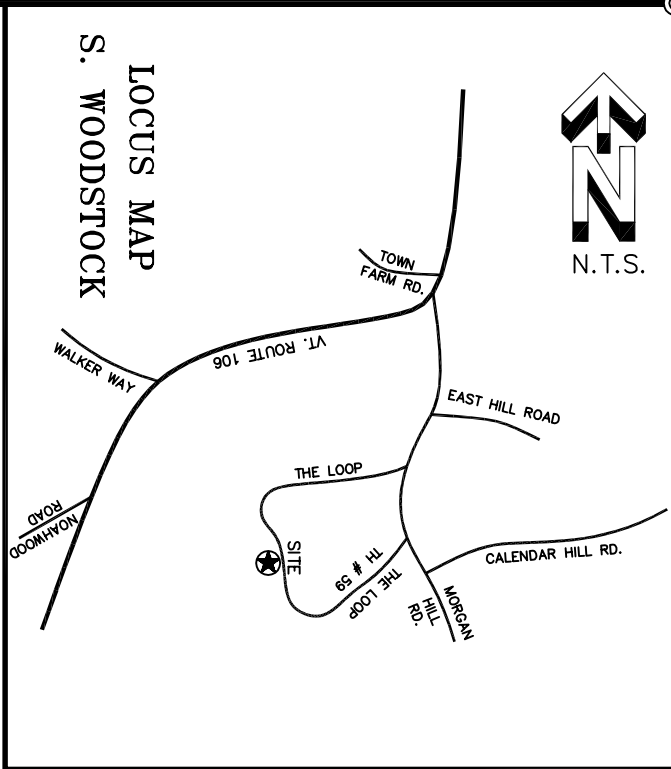 LOCUS MAP
S. WOODSTOCK
N
N.T.S.
TOWN
FARM RD.
VT. ROUTE 106
WALKER WAY
EAST HILL ROAD
THE LOOP
CALENDAR HILL RD.
SITE
THE LOOP
TH # 59
MORGAN
HILL
RD.
NOAHWOOD
ROAD